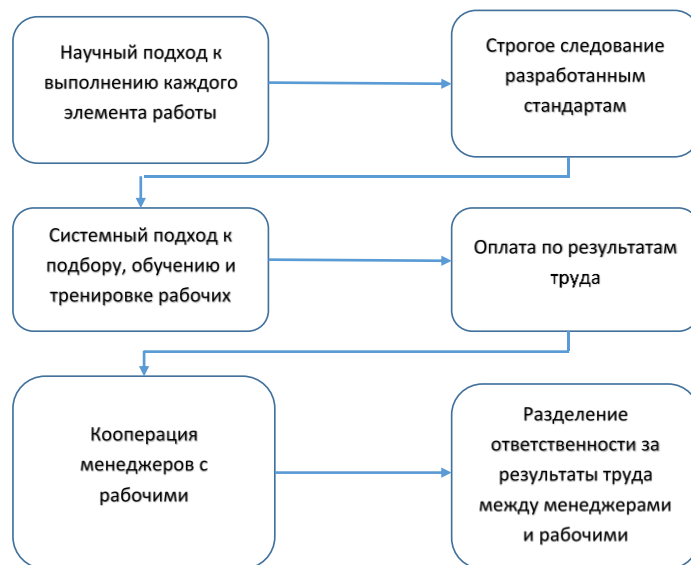 Научный подход к
выполнению каждого
элемента работы
Строгое следование
разработанным
стандартам
Системный подход к
подбору, обучению и
тренировке рабочих
Оплата по результатам
труда
Кооперация
менеджеров с
рабочими
Разделение
ответственности за
результаты труда
между менеджерами
и рабочими